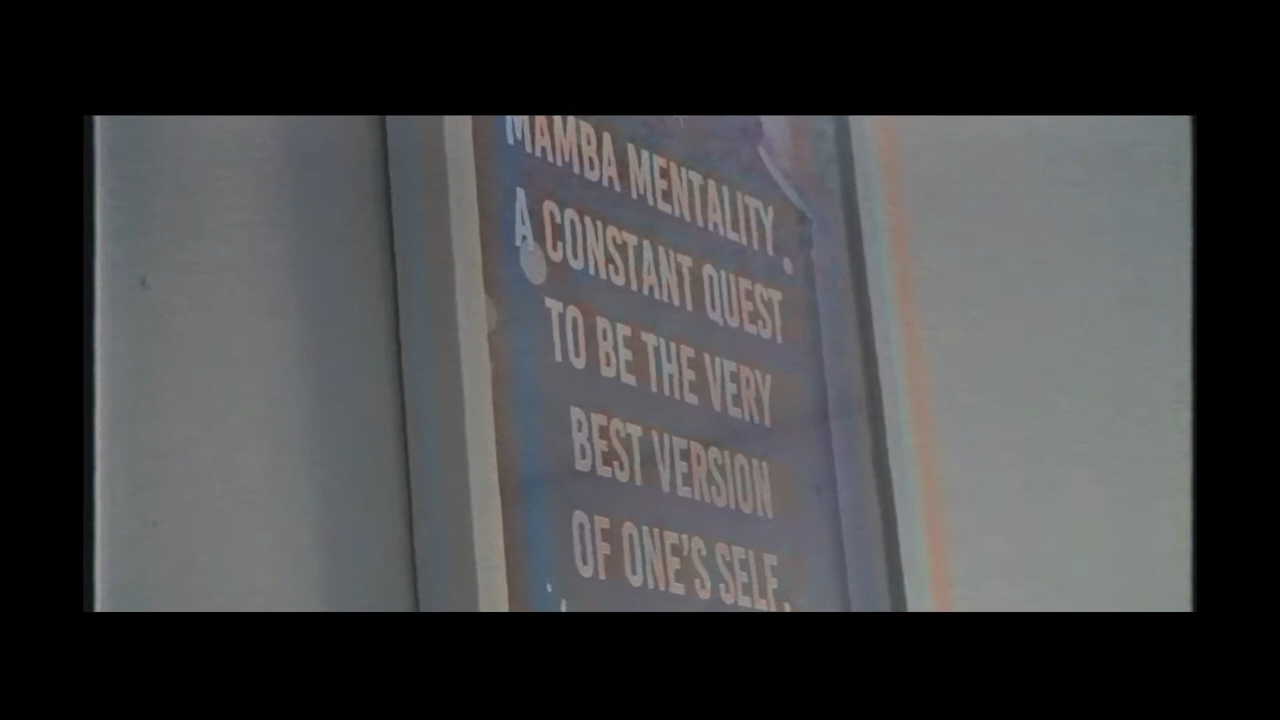 MAMBA MENTALITY.
A CONSTANT QUEST
TO BE THE VERY
BEST VERSION
OF ONE'S SELF.